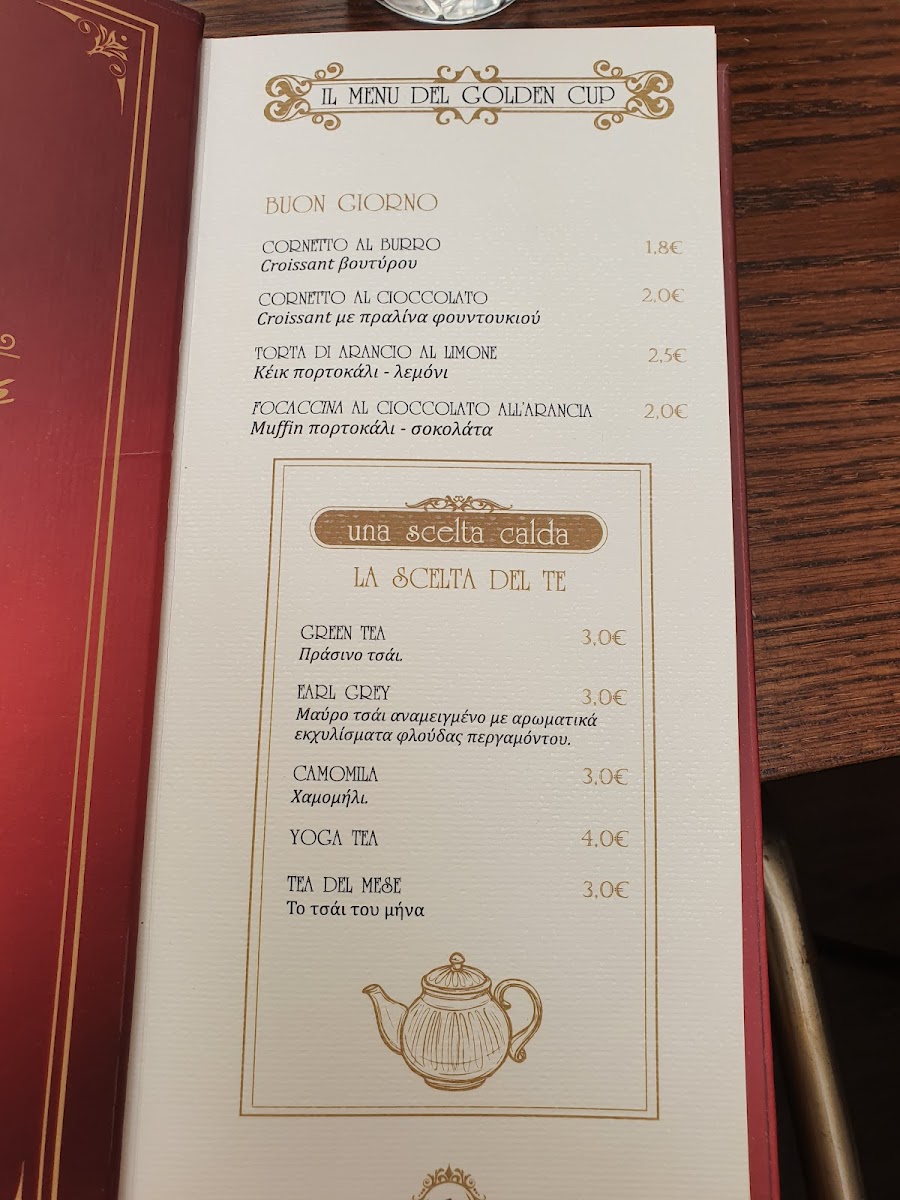 IL MENU DEL GOLDEN CUP
BUON GIORNO
CORNETTO AL BURRO 1,8€
Croissant βουτύρου
CORNETTO AL CIOCCOLATO 2,0€
Croissant με πραλίνα φουντουκιού
TORTA DI ARANCIO AL LIMONE 2,5€
Κέικ πορτοκάλι - λεμόνι
FOCACCINA AL CIOCCOLATO ALL'ARANCIA 2,0€
Muffin πορτοκάλι - σοκολάτα
una scelta calda
LA SCELTA DEL TE
GREEN TEA 3,0€
Πράσινο τσάι.
EARL GREY 3,0€
Μαύρο τσάι αναμειγμένο με αρωματικά
εκχυλίσματα φλούδας περγαμόντου.
CAMOMILA 3,0€
Χαμομήλι.
YOGA TEA 4,0€
TEA DEL MESE 3,0€
Το τσάι του μήνα